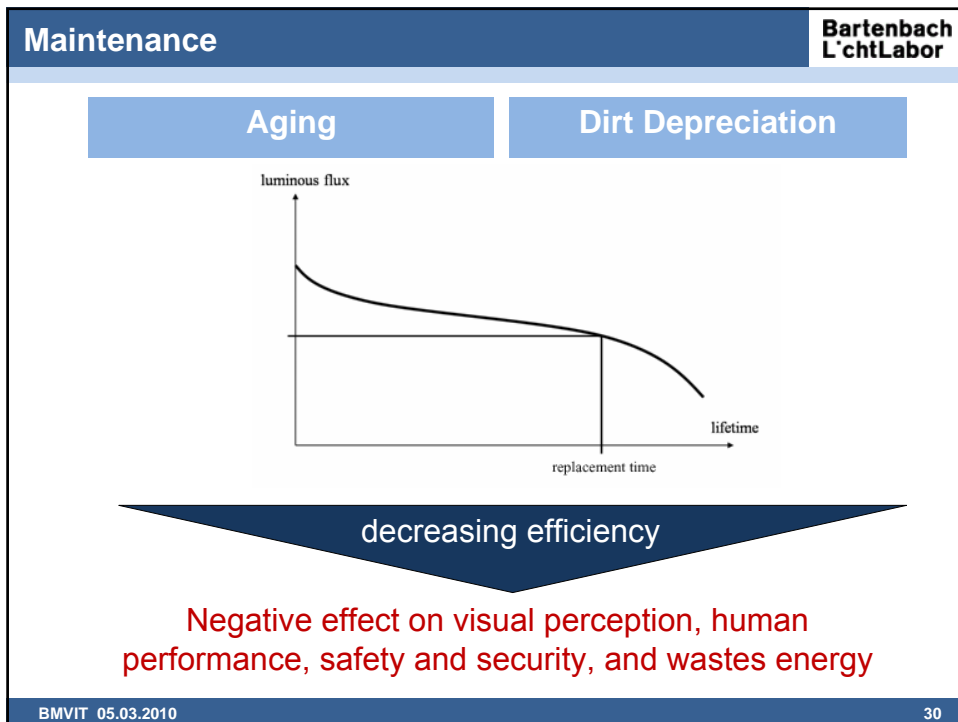 Maintenance
Bartenbach
L'chtLabor
Aging
Dirt Depreciation
luminous flux
lifetime
replacement time
decreasing efficiency
Negative effect on visual perception, human
performance, safety and security, and wastes energy
BMVIT 05.03.2010
30